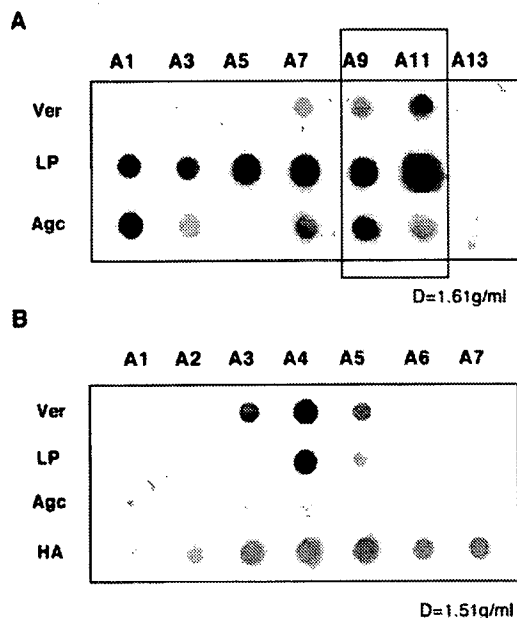 A
A1 A3 A5 A7 A9 A11 A13
Ver
LP
Agc
D=1.61g/ml
B
A1 A2 A3 A4 A5 A6 A7
Ver
LP
Agc
HA
D=1.51g/ml